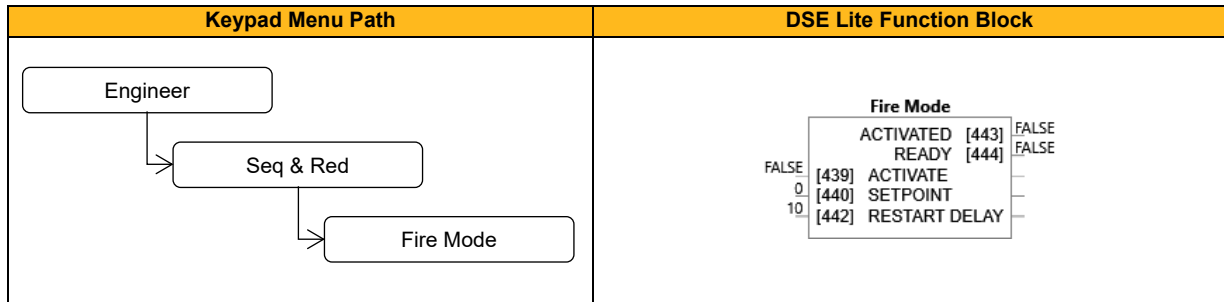 Keypad Menu Path
DSE Lite Function Block
Engineer
Seq & Red
Fire Mode
Fire Mode
ACTIVATED [443] FALSE
READY [444] FALSE
FALSE [439] ACTIVATE
0 [440] SETPOINT
10 [442] RESTART DELAY